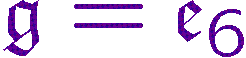 𝔤 = 𝔢₆